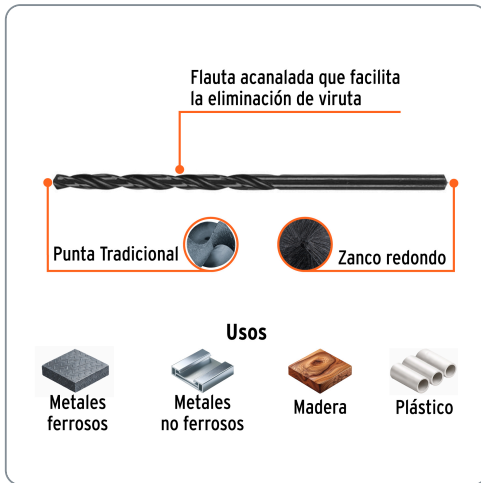 Flauta acanalada que facilita
la eliminación de viruta
Punta Tradicional
Zanco redondo
Usos
Metales
ferrosos
Metales
no ferrosos
Madera
Plástico